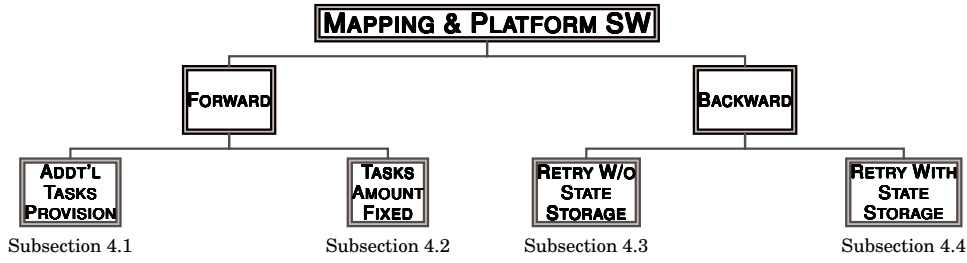 MAPPING & PLATFORM SW
FORWARD
BACKWARD
ADDT'L
TASKS
PROVISION
TASKS
AMOUNT
FIXED
RETRY W/O
STATE
STORAGE
RETRY WITH
STATE
STORAGE
Subsection 4.1
Subsection 4.2
Subsection 4.3
Subsection 4.4